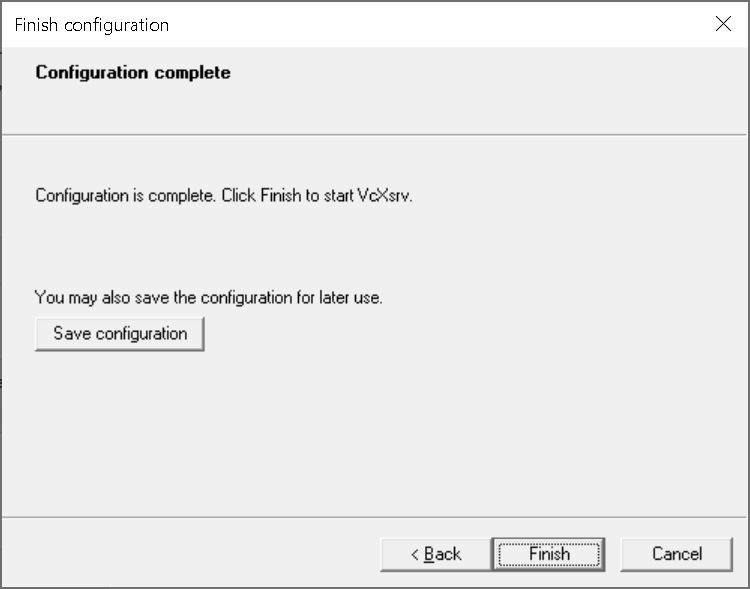 Finish configuration
Configuration complete
Configuration is complete. Click Finish to start VcXsrv.
You may also save the configuration for later use.
Save configuration
< Back
Finish
Cancel